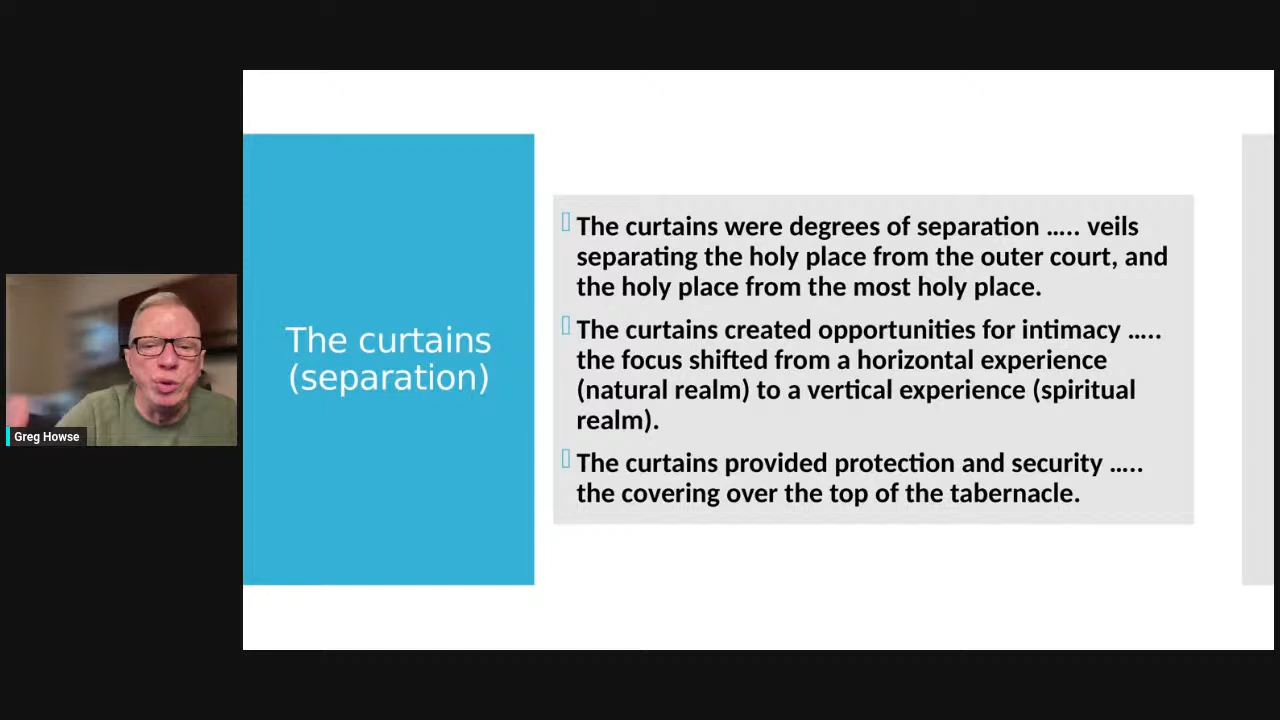 The curtains
(separation)
The curtains were degrees of separation ..... veils
separating the holy place from the outer court, and
the holy place from the most holy place.
The curtains created opportunities for intimacy .....
the focus shifted from a horizontal experience
(natural realm) to a vertical experience (spiritual
realm).
The curtains provided protection and security .....
the covering over the top of the tabernacle.
Greg Howse